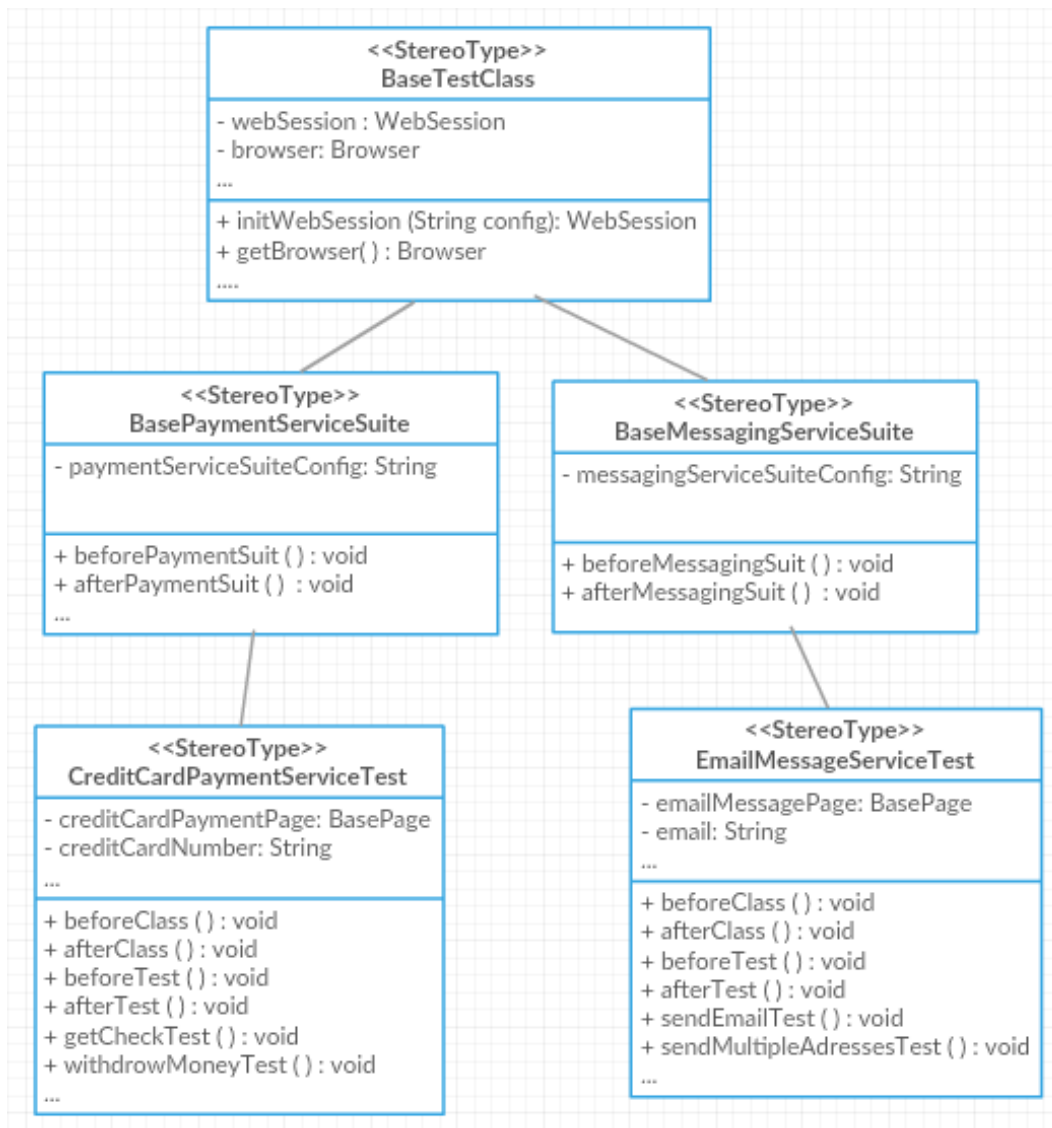 <<StereoType>>
BaseTestClass
- webSession : WebSession
- browser: Browser
...
+ initWebSession (String config): WebSession
+ getBrowser( ) : Browser
....
<<StereoType>>
BasePaymentServiceSuite
- paymentServiceSuiteConfig: String
+ beforePaymentSuit ( ) : void
+ afterPaymentSuit ( ) : void
...
<<StereoType>>
BaseMessagingServiceSuite
- messagingServiceSuiteConfig: String
+ beforeMessagingSuit ( ) : void
+ afterMessagingSuit ( ) : void
<<StereoType>>
CreditCardPaymentServiceTest
- creditCardPaymentPage: BasePage
- creditCardNumber: String
...
+ beforeClass ( ) : void
+ afterClass ( ) : void
+ beforeTest ( ) : void
+ afterTest ( ) : void
+ getCheckTest ( ) : void
+ withdrowMoneyTest ( ) : void
...
<<StereoType>>
EmailMessageServiceTest
- emailMessagePage: BasePage
- email: String
...
+ beforeClass ( ) : void
+ afterClass ( ) : void
+ beforeTest ( ) : void
+ afterTest ( ) : void
+ sendEmailTest ( ) : void
+ sendMultipleAdressesTest ( ) : void
...